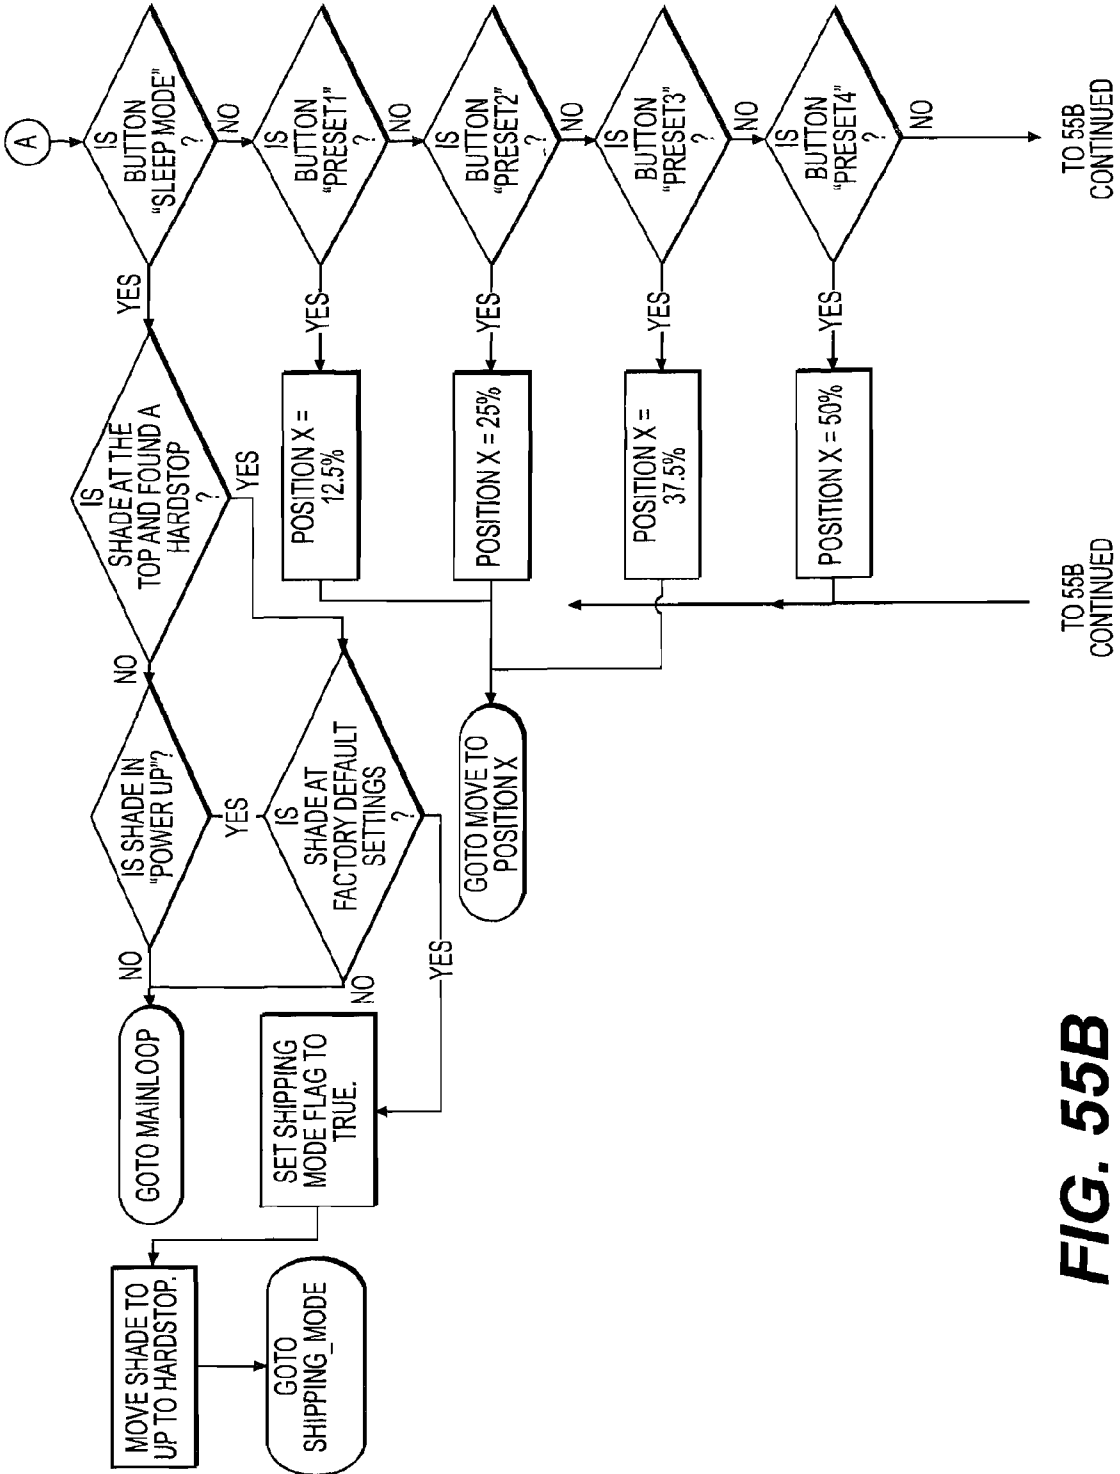 A
IS
BUTTON
"SLEEP MODE"
?
YES
NO
IS
SHADE AT THE
TOP AND FOUND A
HARDSTOP
?
NO
YES
IS SHADE IN
"POWER UP"?
NO
YES
GOTO MAINLOOP
IS
SHADE AT
FACTORY DEFAULT
SETTINGS
?
NO
YES
SET SHIPPING
MODE FLAG TO
TRUE.
MOVE SHADE TO
UP TO HARDSTOP.
GOTO
SHIPPING_MODE
IS
BUTTON
"PRESET1"
?
YES
NO
POSITION X =
12.5%
IS
BUTTON
"PRESET2"
?
YES
NO
POSITION X = 25%
GOTO MOVE TO
POSITION X
IS
BUTTON
"PRESET3"
?
YES
NO
POSITION X =
37.5%
IS
BUTTON
"PRESET4"
?
YES
NO
POSITION X = 50%
TO 55B
CONTINUED
TO 55B
CONTINUED
FIG. 55B